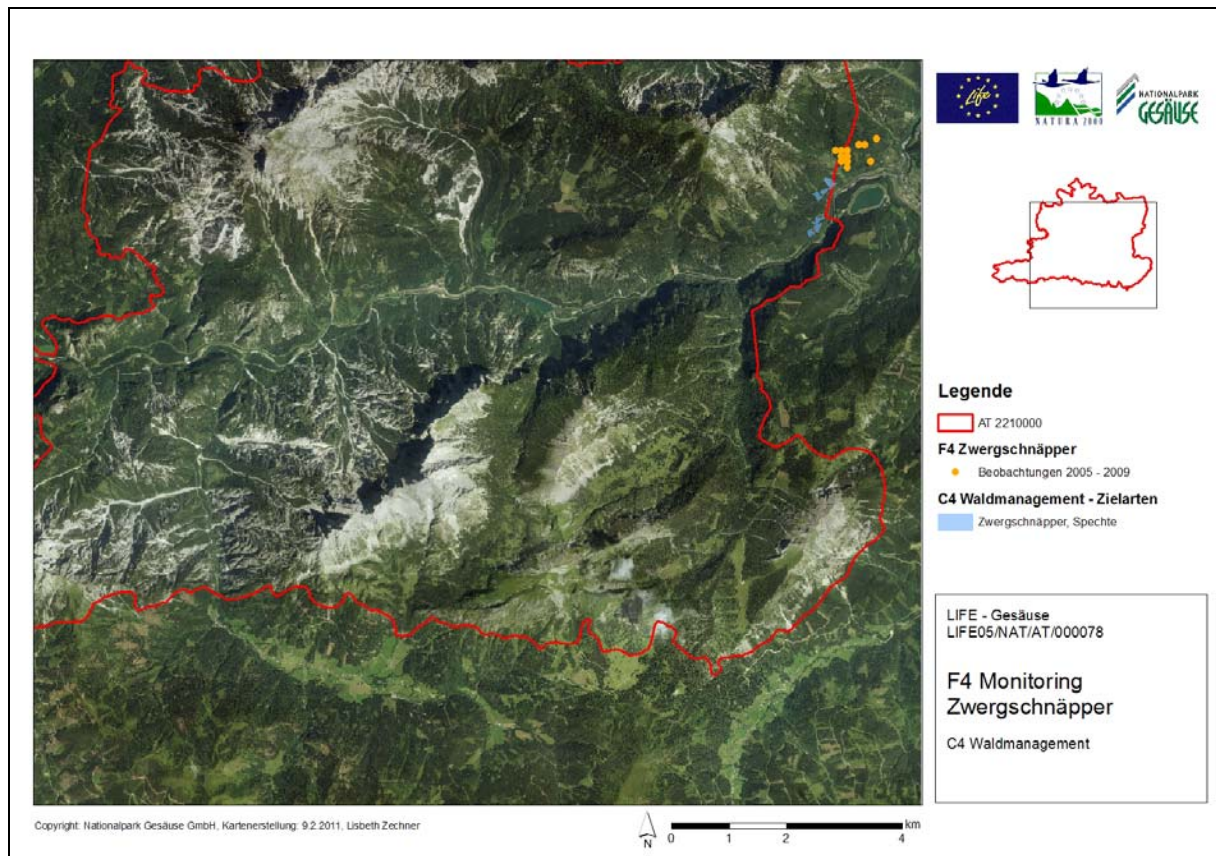 Life
NATURA 2000
NATIONALPARK
GESÄUSE
Legende
AT 2210000
F4 Zwergschnäpper
Beobachtungen 2005 - 2009
C4 Waldmanagement - Zielarten
Zwergschnäpper, Spechte
LIFE - Gesäuse
LIFE05/NAT/AT/000078
F4 Monitoring
Zwergschnäpper
C4 Waldmanagement
Copyright: Nationalpark Gesäuse GmbH, Kartenerstellung: 9.2.2011, Lisbeth Zechner
N
km
0 1 2 4